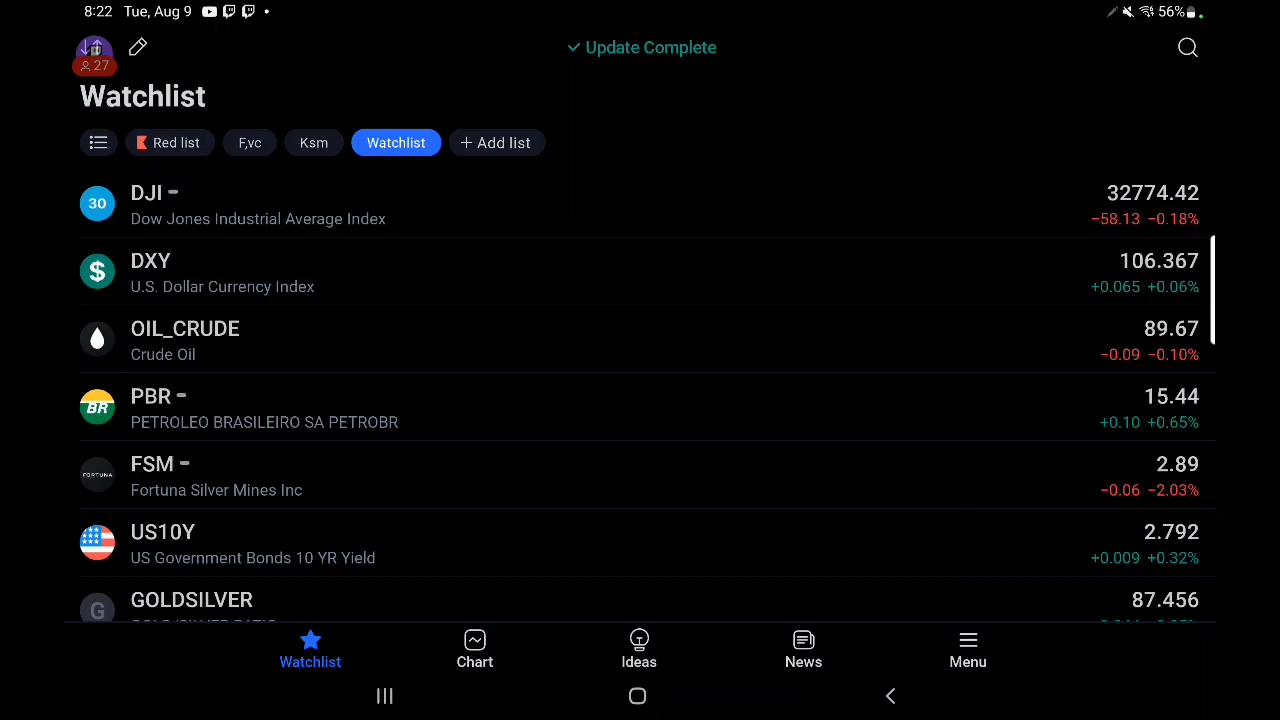 8:22 Tue, Aug 9 56%
27
Update Complete
Watchlist
Red list F,vc Ksm Watchlist + Add list
30 DJI 32774.42
Dow Jones Industrial Average Index −58.13 −0.18%
$ DXY 106.367
U.S. Dollar Currency Index +0.065 +0.06%
OIL_CRUDE 89.67
Crude Oil −0.09 −0.10%
BR PBR 15.44
PETROLEO BRASILEIRO SA PETROBR +0.10 +0.65%
FORTUNA FSM 2.89
Fortuna Silver Mines Inc −0.06 −2.03%
US10Y 2.792
US Government Bonds 10 YR Yield +0.009 +0.32%
G GOLDSILVER 87.456
Watchlist Chart Ideas News Menu